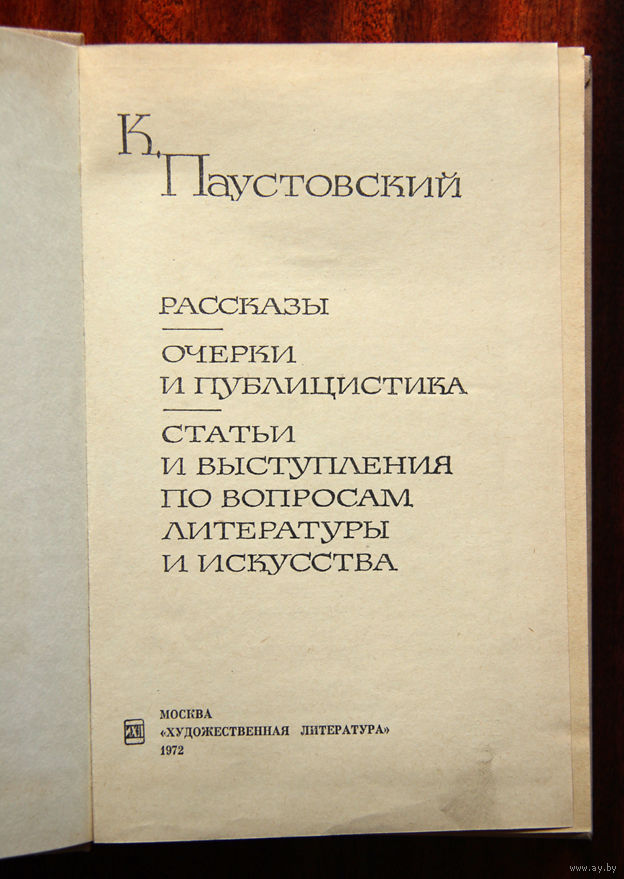 К. Паустовский
РАССКАЗЫ
ОЧЕРКИ
И ПУБЛИЦИСТИКА
СТАТЬИ
И ВЫСТУПЛЕНИЯ
ПО ВОПРОСАМ
ЛИТЕРАТУРЫ
И ИСКУССТВА
МОСКВА
«ХУДОЖЕСТВЕННАЯ ЛИТЕРАТУРА»
1972
www.ay.by